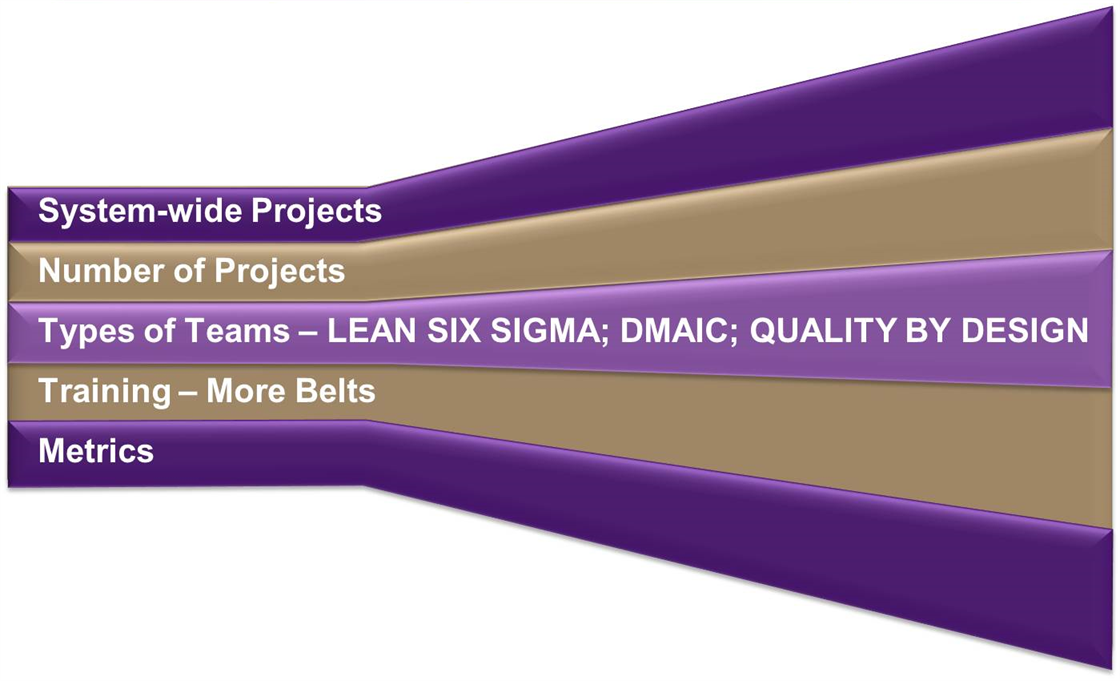 System-wide Projects
Number of Projects
Types of Teams – LEAN SIX SIGMA; DMAIC; QUALITY BY DESIGN
Training – More Belts
Metrics